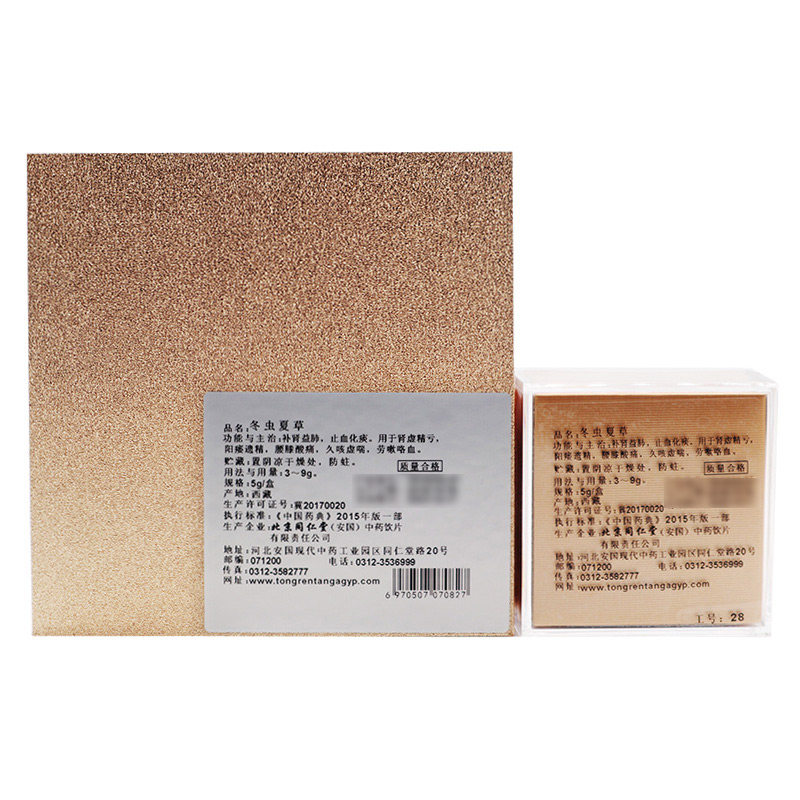 品名:冬虫夏草
功能与主治:补肾益肺，止血化痰。用于肾虚精亏，
阳痿遗精，腰膝酸痛，久咳虚喘，劳嗽咯血。
贮藏:置阴凉干燥处，防蛀。
质量合格
用法与用量:3～9g。
规格:5g/盒
产地:西藏
生产许可证号:冀20170020
执行标准:《中国药典》2015年版一部
生产企业:北京同仁堂(安国)中药饮片
有限责任公司
地址:河北安国现代中药工业园区同仁堂路20号
邮编:071200 电话:0312-3536999
传真:0312-3582777
网址:www.tongrentangagyp.com
6 970507 070827
品名:冬虫夏草
功能与主治:补肾益肺，止血化痰。用于肾虚精亏，
阳痿遗精，腰膝酸痛，久咳虚喘，劳嗽咯血。
贮藏:置阴凉干燥处，防蛀。
用法与用量:3～9g。
质量合格
规格:5g/盒
产地:西藏
生产许可证号:冀20170020
执行标准:《中国药典》2015年版一部
生产企业:北京同仁堂(安国)中药饮片
有限责任公司
地址:河北安国现代中药工业园区同仁堂路20号
邮编:071200 电话:0312-3536999
传真:0312-3582777
网址:www.tongrentangagyp.com
工号: 28